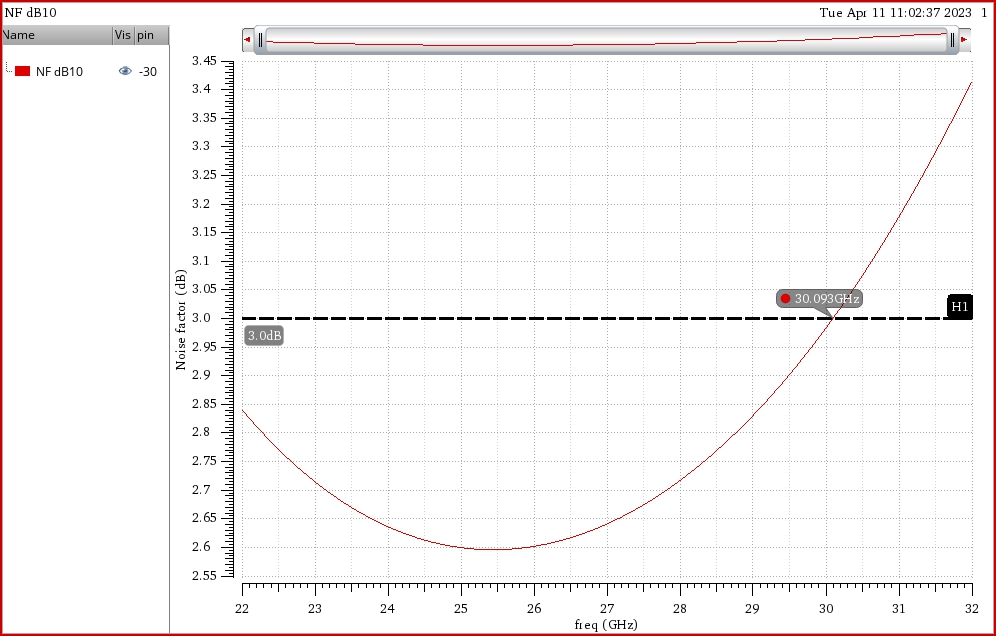 NF dB10
Tue Apr 11 11:02:37 2023 1
Name Vis pin
NF dB10 -30
3.45
3.4
3.35
3.3
3.25
3.2
3.15
3.1
3.05
3.0
2.95
2.9
2.85
2.8
2.75
2.7
2.65
2.6
2.55
Noise factor (dB)
30.093GHz
H1
3.0dB
22 23 24 25 26 27 28 29 30 31 32
freq (GHz)